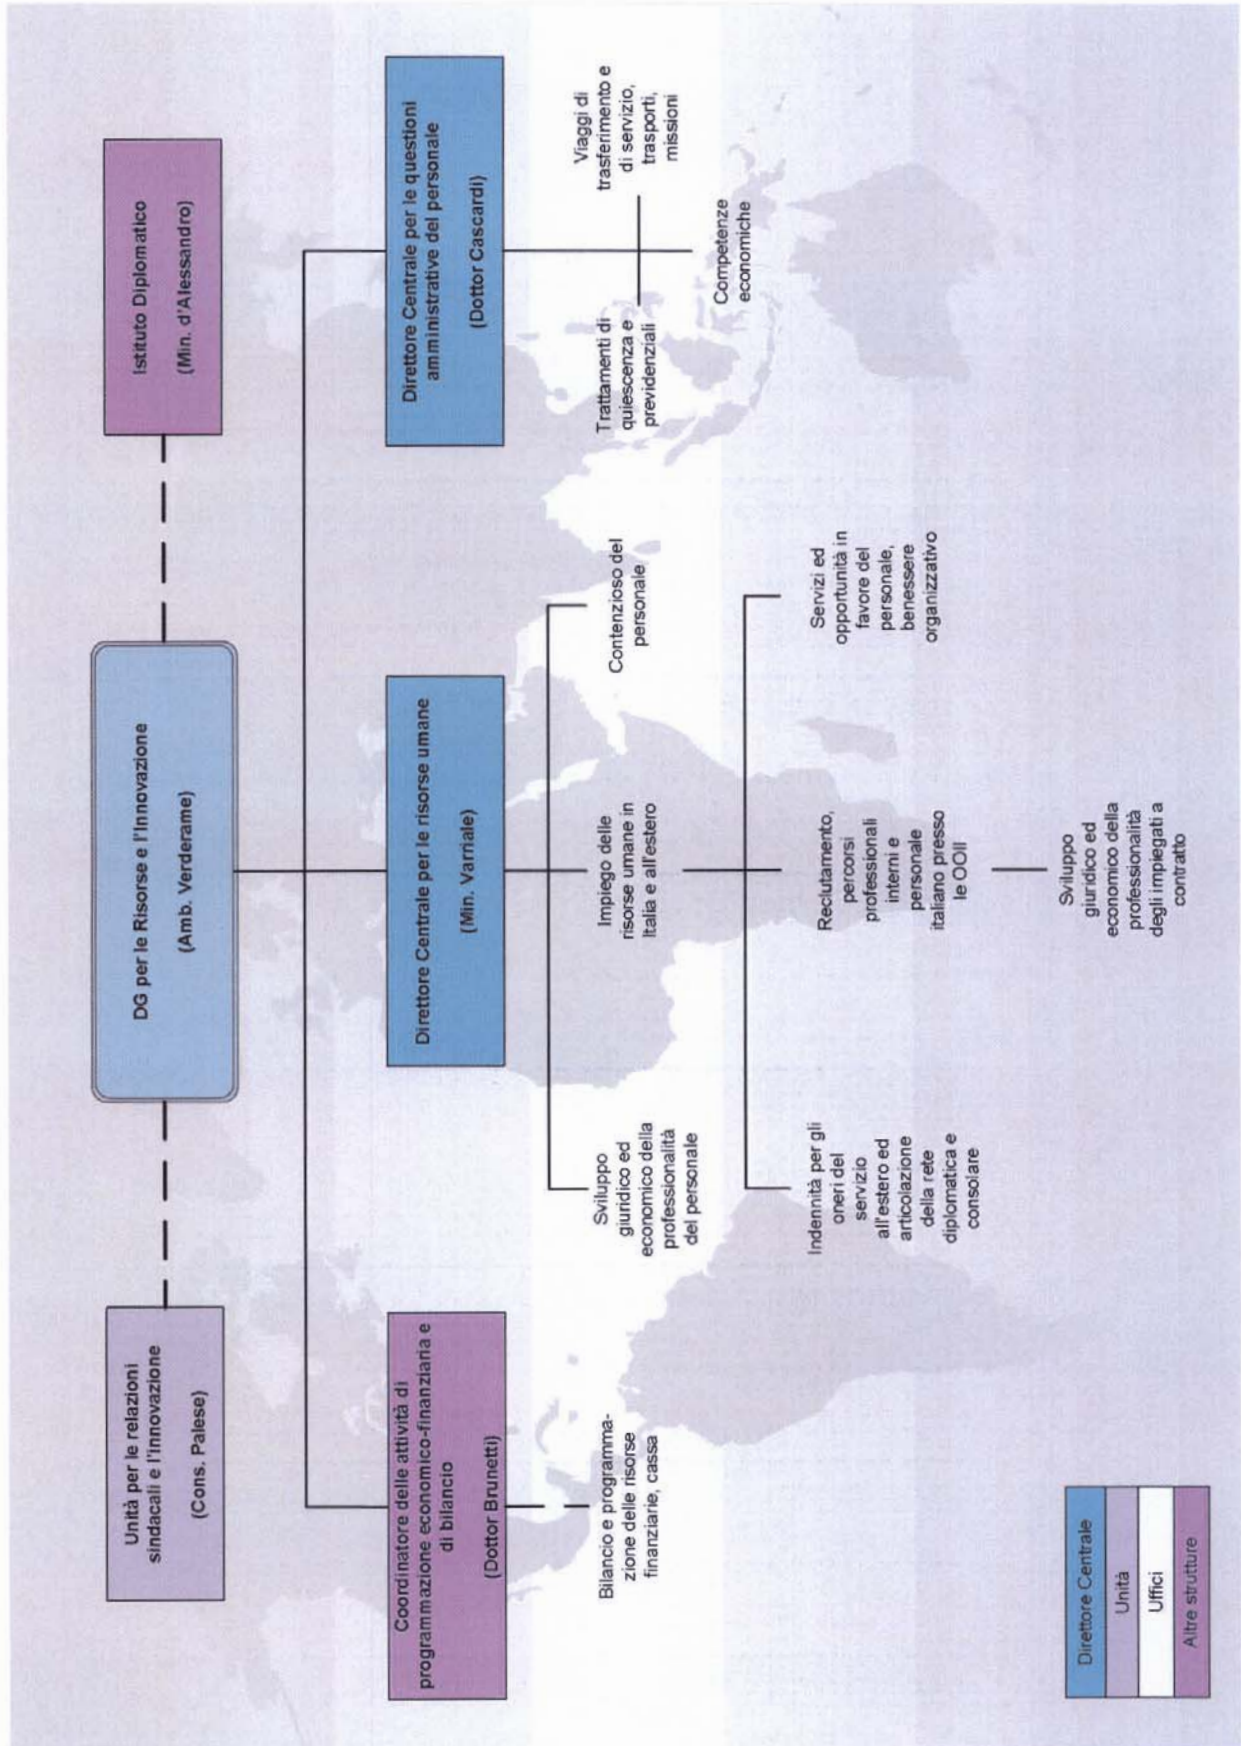 Unità per le relazioni
sindacali e l'Innovazione
(Cons. Palese)
DG per le Risorse e l'Innovazione
(Amb. Verderame)
Istituto Diplomatico
(Min. d'Alessandro)
Coordinatore delle attività di
programmazione economico-finanziaria e
di bilancio
(Dottor Brunetti)
Direttore Centrale per le risorse umane
(Min. Varriale)
Direttore Centrale per le questioni
amministrative del personale
(Dottor Cascardi)
Bilancio e programma-
zione delle risorse
finanziarie, cassa
Sviluppo
giuridico ed
economico della
professionalità
del personale
Impiego delle
risorse umane in
Italia e all'estero
Contenzioso del
personale
Trattamenti di
quiescenza e
previdenziali
Viaggi di
trasferimento e
di servizio,
trasporti,
missioni
Competenze
economiche
Indennità per gli
oneri del
servizio
all'estero ed
articolazione
della rete
diplomatica e
consolare
Reclutamento,
percorsi
professionali
interni e
personale
italiano presso
le OOII
Servizi ed
opportunità in
favore del
personale,
benessere
organizzativo
Sviluppo
giuridico ed
economico della
professionalità
degli impiegati a
contratto
Direttore Centrale
Unità
Uffici
Altre strutture